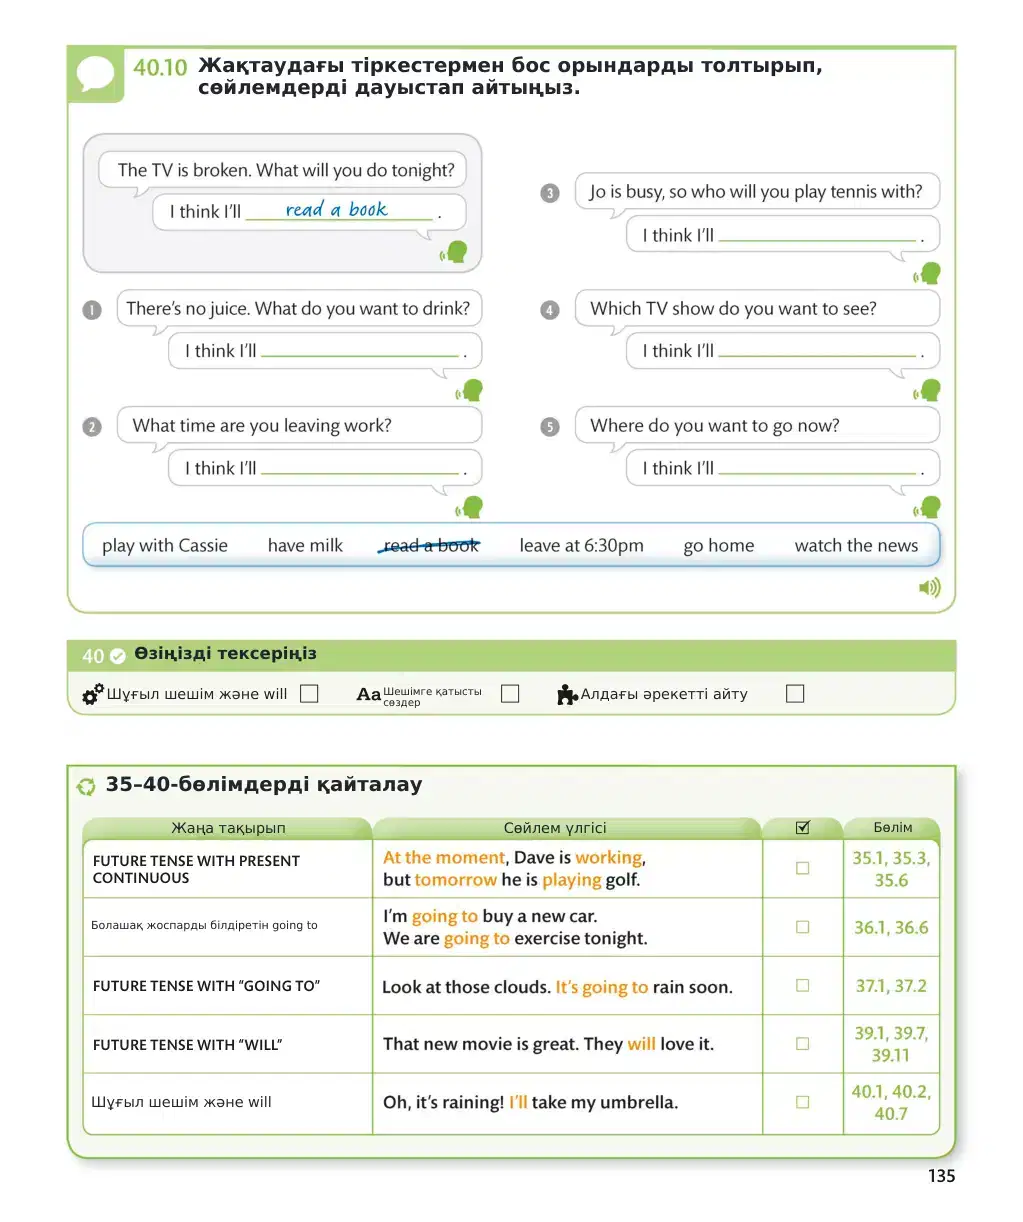 40.10 Жақтаудағы тіркестермен бос орындарды толтырып,
сөйлемдерді дауыстап айтыңыз.
The TV is broken. What will you do tonight?
I think I'll read a book.
1 There's no juice. What do you want to drink?
I think I'll .
2 What time are you leaving work?
I think I'll .
3 Jo is busy, so who will you play tennis with?
I think I'll .
4 Which TV show do you want to see?
I think I'll .
5 Where do you want to go now?
I think I'll .
play with Cassie have milk read a book leave at 6:30pm go home watch the news
40 Өзіңізді тексеріңіз
Шұғыл шешім және will
Aa Шешімге қатысты
сөздер
Алдағы әрекетті айту
35–40-бөлімдерді қайталау
Жаңа тақырып Сөйлем үлгісі Бөлім
FUTURE TENSE WITH PRESENT
CONTINUOUS
At the moment, Dave is working,
but tomorrow he is playing golf.
35.1, 35.3,
35.6
Болашақ жоспарды білдіретін going to
I'm going to buy a new car.
We are going to exercise tonight.
36.1, 36.6
FUTURE TENSE WITH "GOING TO" Look at those clouds. It's going to rain soon. 37.1, 37.2
FUTURE TENSE WITH "WILL" That new movie is great. They will love it.
39.1, 39.7,
39.11
Шұғыл шешім және will Oh, it's raining! I'll take my umbrella.
40.1, 40.2,
40.7
135